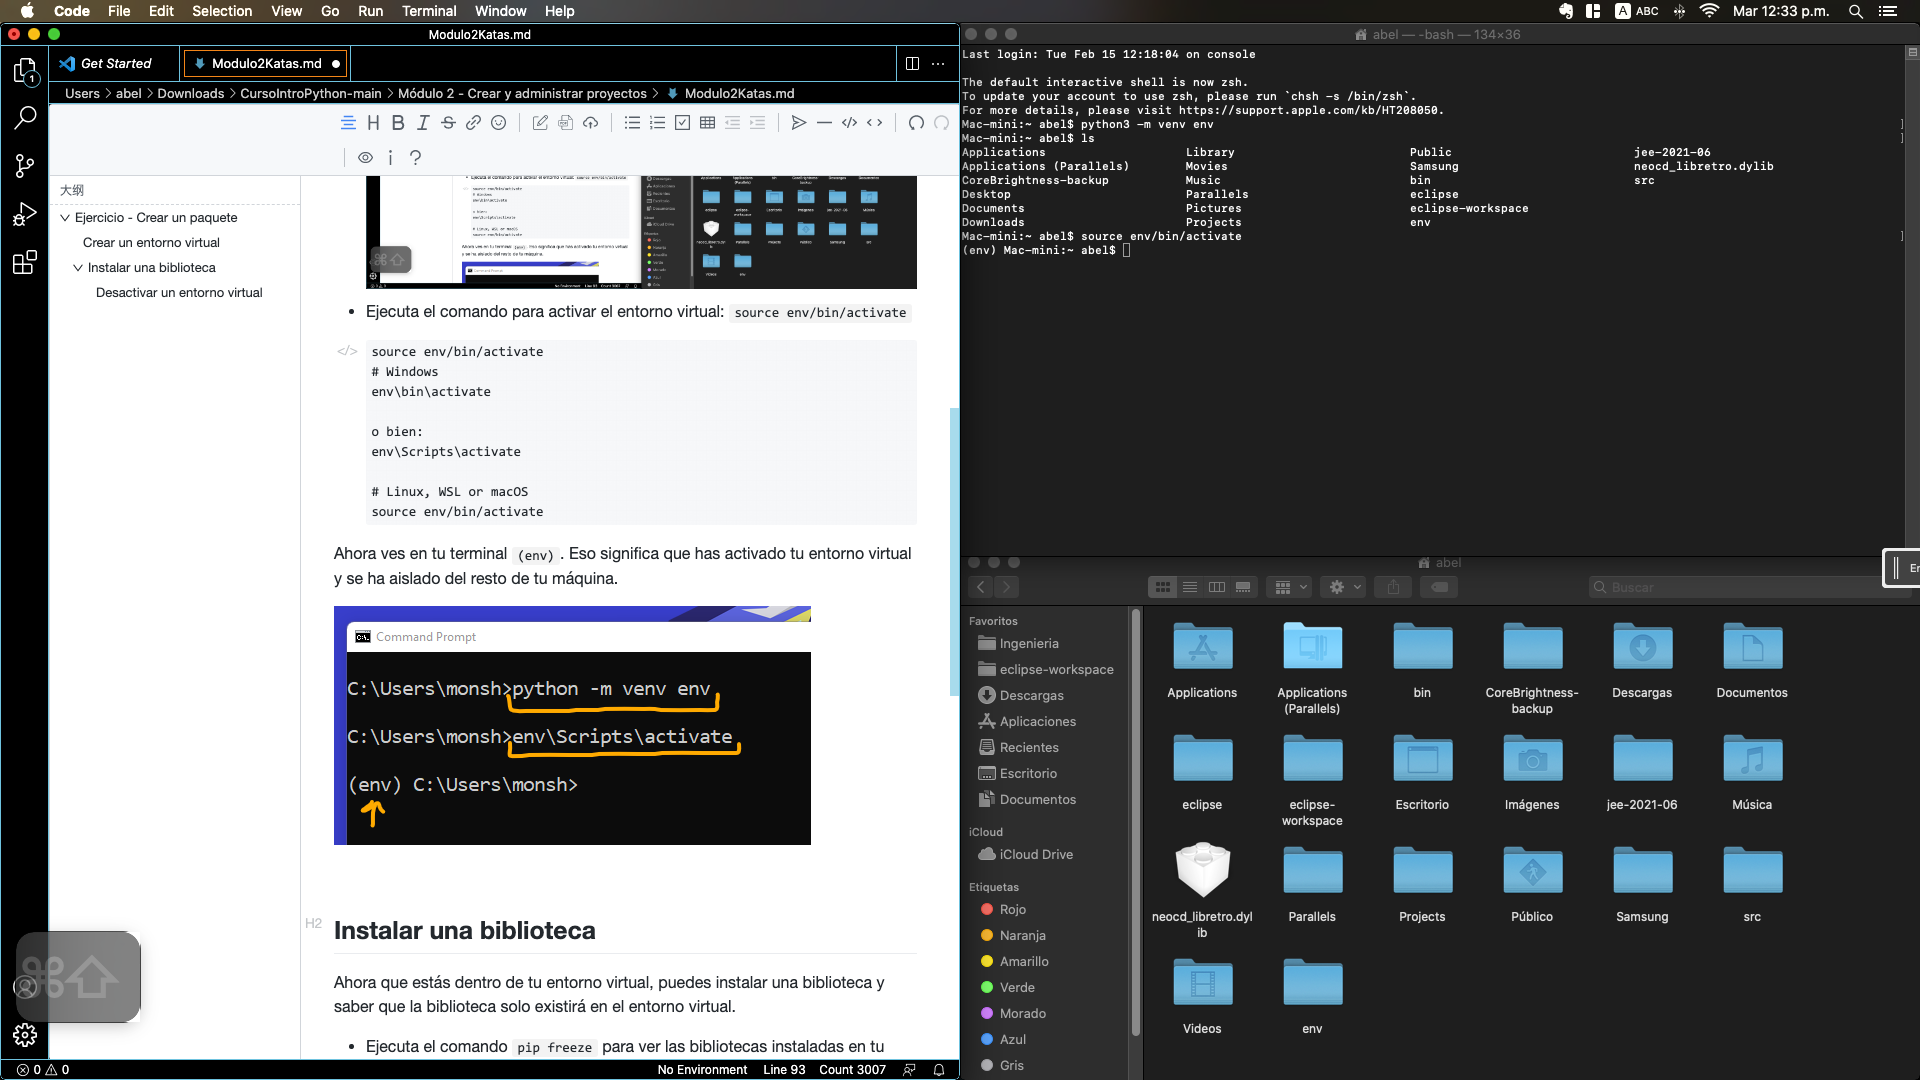 Code File Edit Selection View Go Run Terminal Window Help
A ABC Mar 12:33 p.m.
Modulo2Katas.md
Get Started Modulo2Katas.md
Users > abel > Downloads > CursoIntroPython-main > Módulo 2 - Crear y administrar proyectos > Modulo2Katas.md
1
大纲
Ejercicio - Crear un paquete
Crear un entorno virtual
Instalar una biblioteca
Desactivar un entorno virtual
• Ejecuta el comando para activar el entorno virtual: source env/bin/activate
source env/bin/activate
# Windows
env\bin\activate
o bien:
env\Scripts\activate
# Linux, WSL or macOS
source env/bin/activate
Ahora ves en tu terminal (env). Eso significa que has activado tu entorno virtual
y se ha aislado del resto de tu máquina.
Command Prompt
C:\Users\monsh>python -m venv env
C:\Users\monsh>env\Scripts\activate
(env) C:\Users\monsh>
H2
Instalar una biblioteca
Ahora que estás dentro de tu entorno virtual, puedes instalar una biblioteca y
saber que la biblioteca solo existirá en el entorno virtual.
• Ejecuta el comando pip freeze para ver las bibliotecas instaladas en tu
0 0 No Environment Line 93 Count 3007
abel — -bash — 134×36
Last login: Tue Feb 15 12:18:04 on console
The default interactive shell is now zsh.
To update your account to use zsh, please run `chsh -s /bin/zsh`.
For more details, please visit https://support.apple.com/kb/HT208050.
Mac-mini:~ abel$ python3 -m venv env
Mac-mini:~ abel$ ls
Applications Library Public jee-2021-06
Applications (Parallels) Movies Samsung neocd_libretro.dylib
CoreBrightness-backup Music bin src
Desktop Parallels eclipse
Documents Pictures eclipse-workspace
Downloads Projects env
Mac-mini:~ abel$ source env/bin/activate
(env) Mac-mini:~ abel$
abel
Buscar
En
Favoritos
Ingenieria
eclipse-workspace
Descargas
Aplicaciones
Recientes
Escritorio
Documentos
iCloud
iCloud Drive
Etiquetas
Rojo
Naranja
Amarillo
Verde
Morado
Azul
Gris
Applications
Applications
(Parallels)
bin
CoreBrightness-
backup
Descargas
Documentos
eclipse
eclipse-
workspace
Escritorio
Imágenes
jee-2021-06
Música
neocd_libretro.dyl
ib
Parallels
Projects
Público
Samsung
src
Videos
env